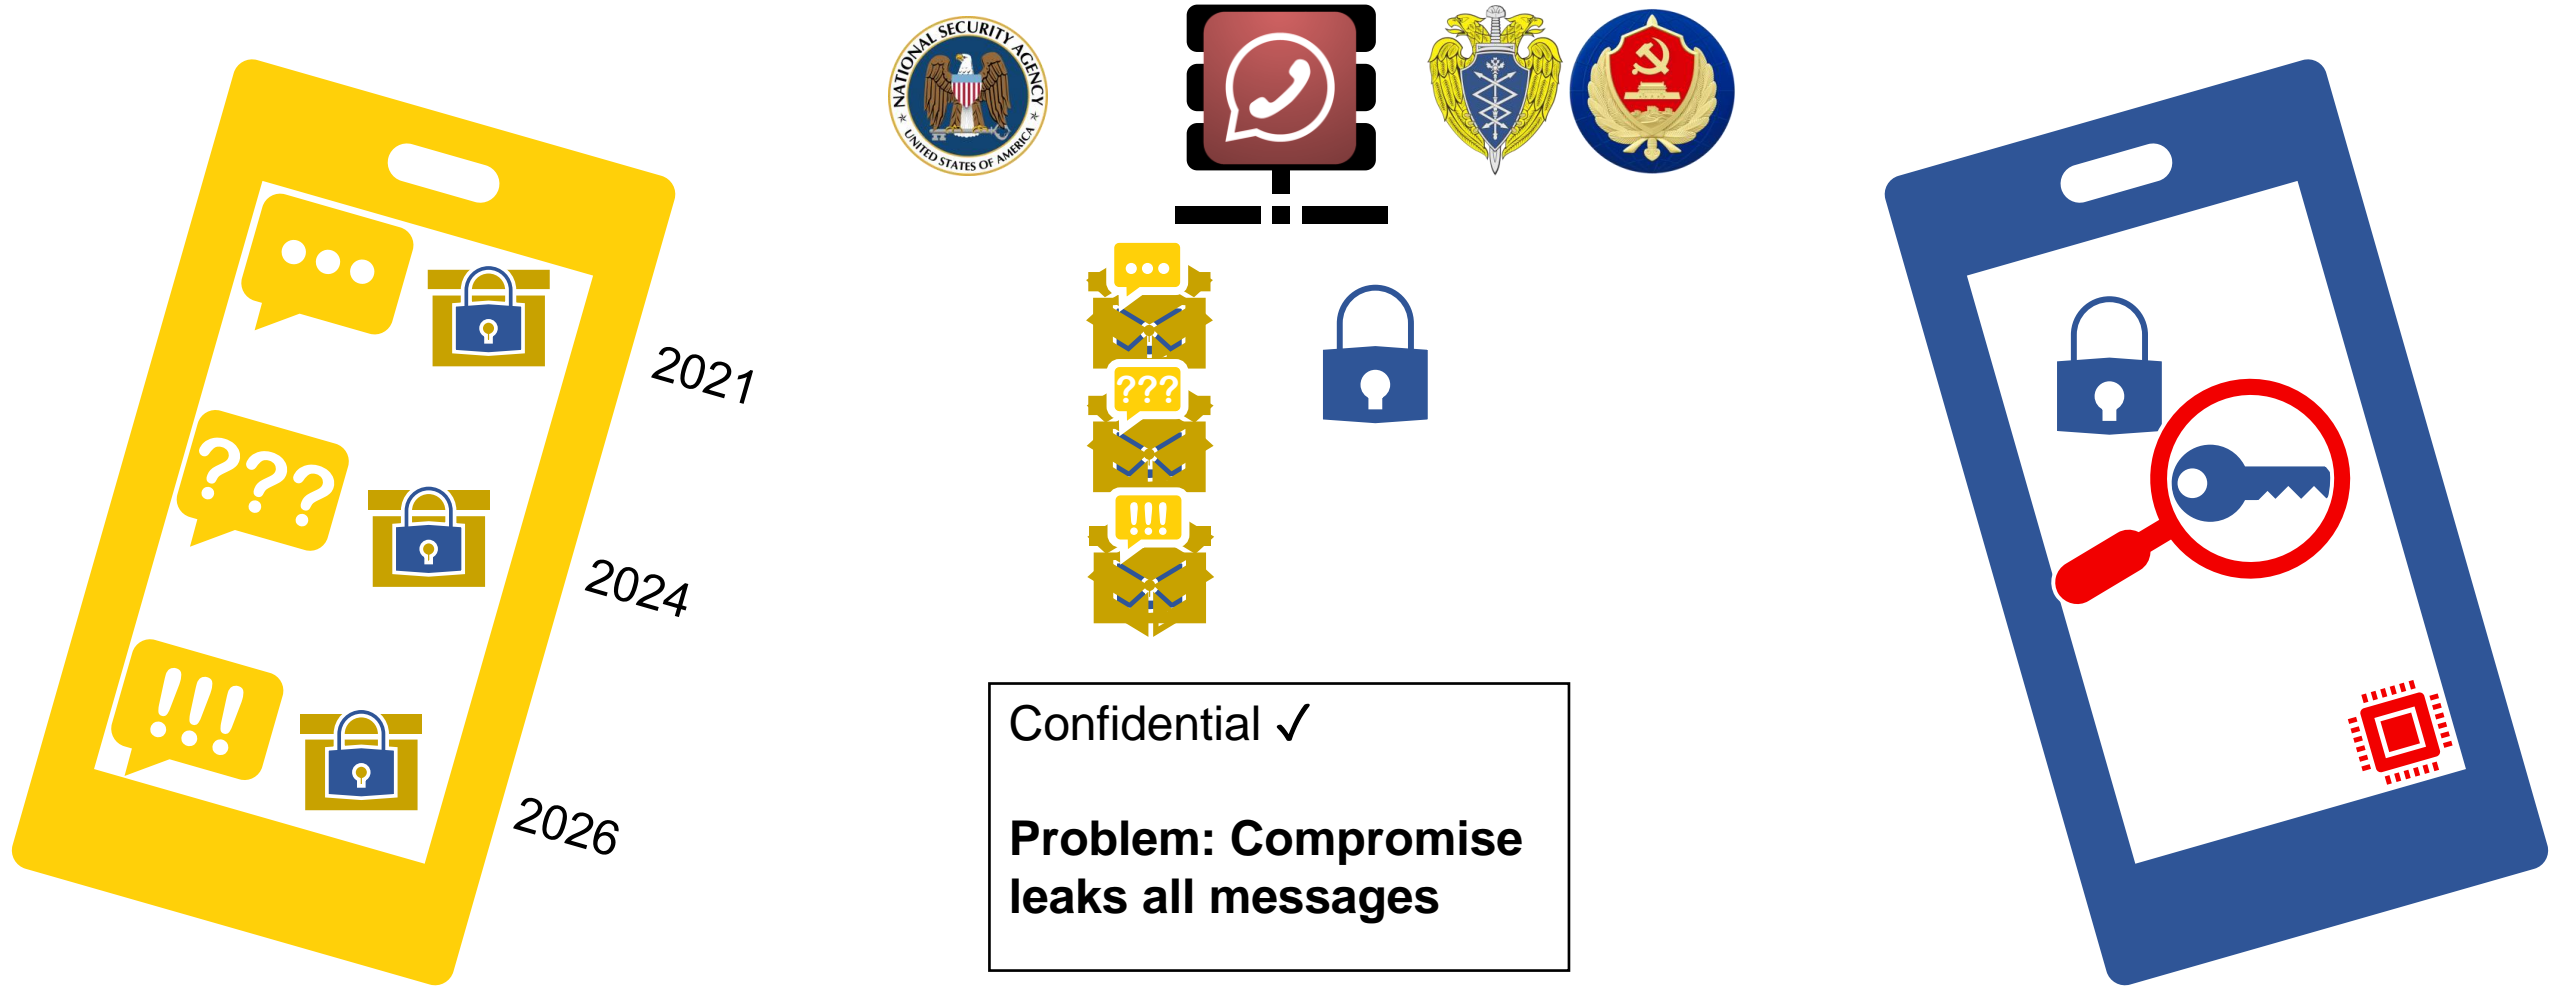 NATIONAL SECURITY AGENCY
UNITED STATES OF AMERICA
2021
???
???
2024
!!!
!!!
2026
Confidential ✓
Problem: Compromise
leaks all messages